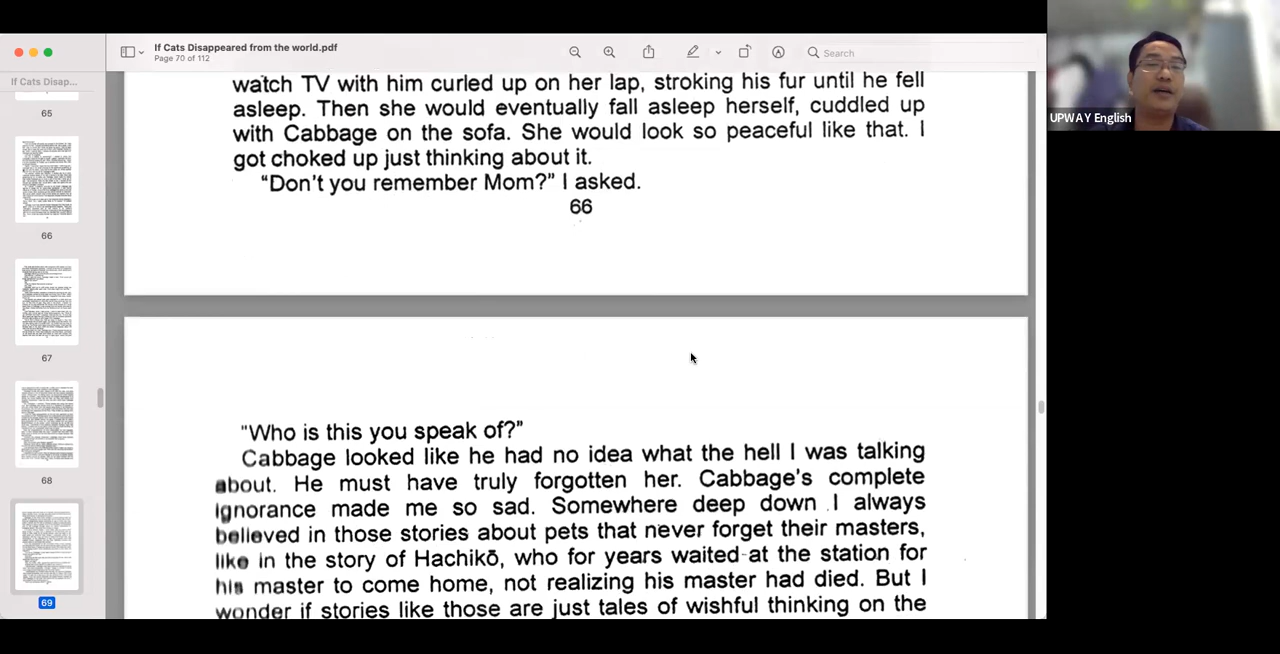 If Cats Disappeared from the world.pdf
Page 70 of 112
Search
If Cats Disap...
65
66
67
68
69
watch TV with him curled up on her lap, stroking his fur until he fell
asleep. Then she would eventually fall asleep herself, cuddled up
with Cabbage on the sofa. She would look so peaceful like that. I
got choked up just thinking about it.
“Don’t you remember Mom?” I asked.
66
“Who is this you speak of?”
Cabbage looked like he had no idea what the hell I was talking
about. He must have truly forgotten her. Cabbage’s complete
ignorance made me so sad. Somewhere deep down I always
believed in those stories about pets that never forget their masters,
like in the story of Hachikō, who for years waited at the station for
his master to come home, not realizing his master had died. But I
wonder if stories like those are just tales of wishful thinking on the
UPWAY English